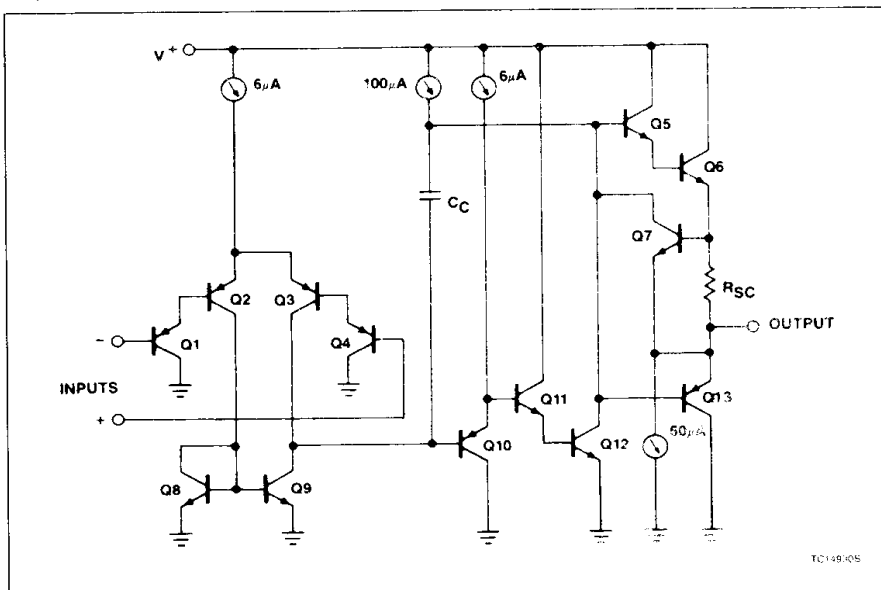 V+
6μA
100μA
6μA
Q5
Q6
CC
Q7
RSC
Q2
Q3
Q1
Q4
OUTPUT
−
INPUTS
+
Q11
Q13
Q10
Q12
50μA
Q8
Q9